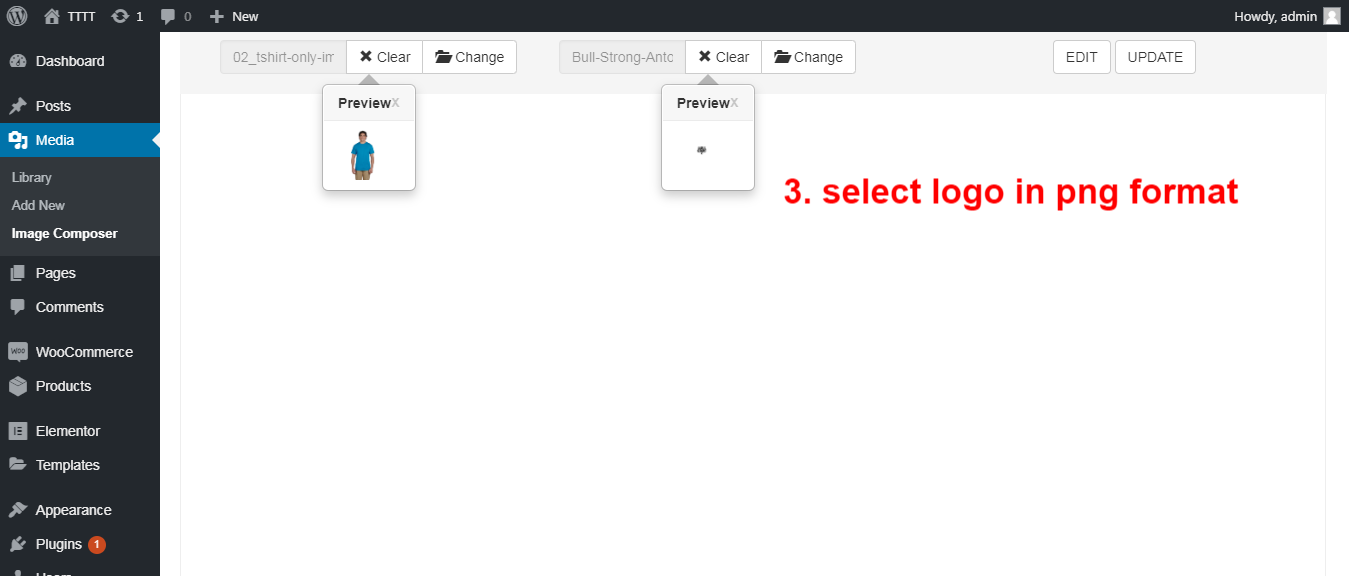 TTTT 1 0 New Howdy, admin
02_tshirt-only-im Clear Change Bull-Strong-Anto Clear Change EDIT UPDATE
Preview X Preview X
3. select logo in png format
Dashboard
Posts
Media
Library
Add New
Image Composer
Pages
Comments
WooCommerce
Products
Elementor
Templates
Appearance
Plugins 1
Users